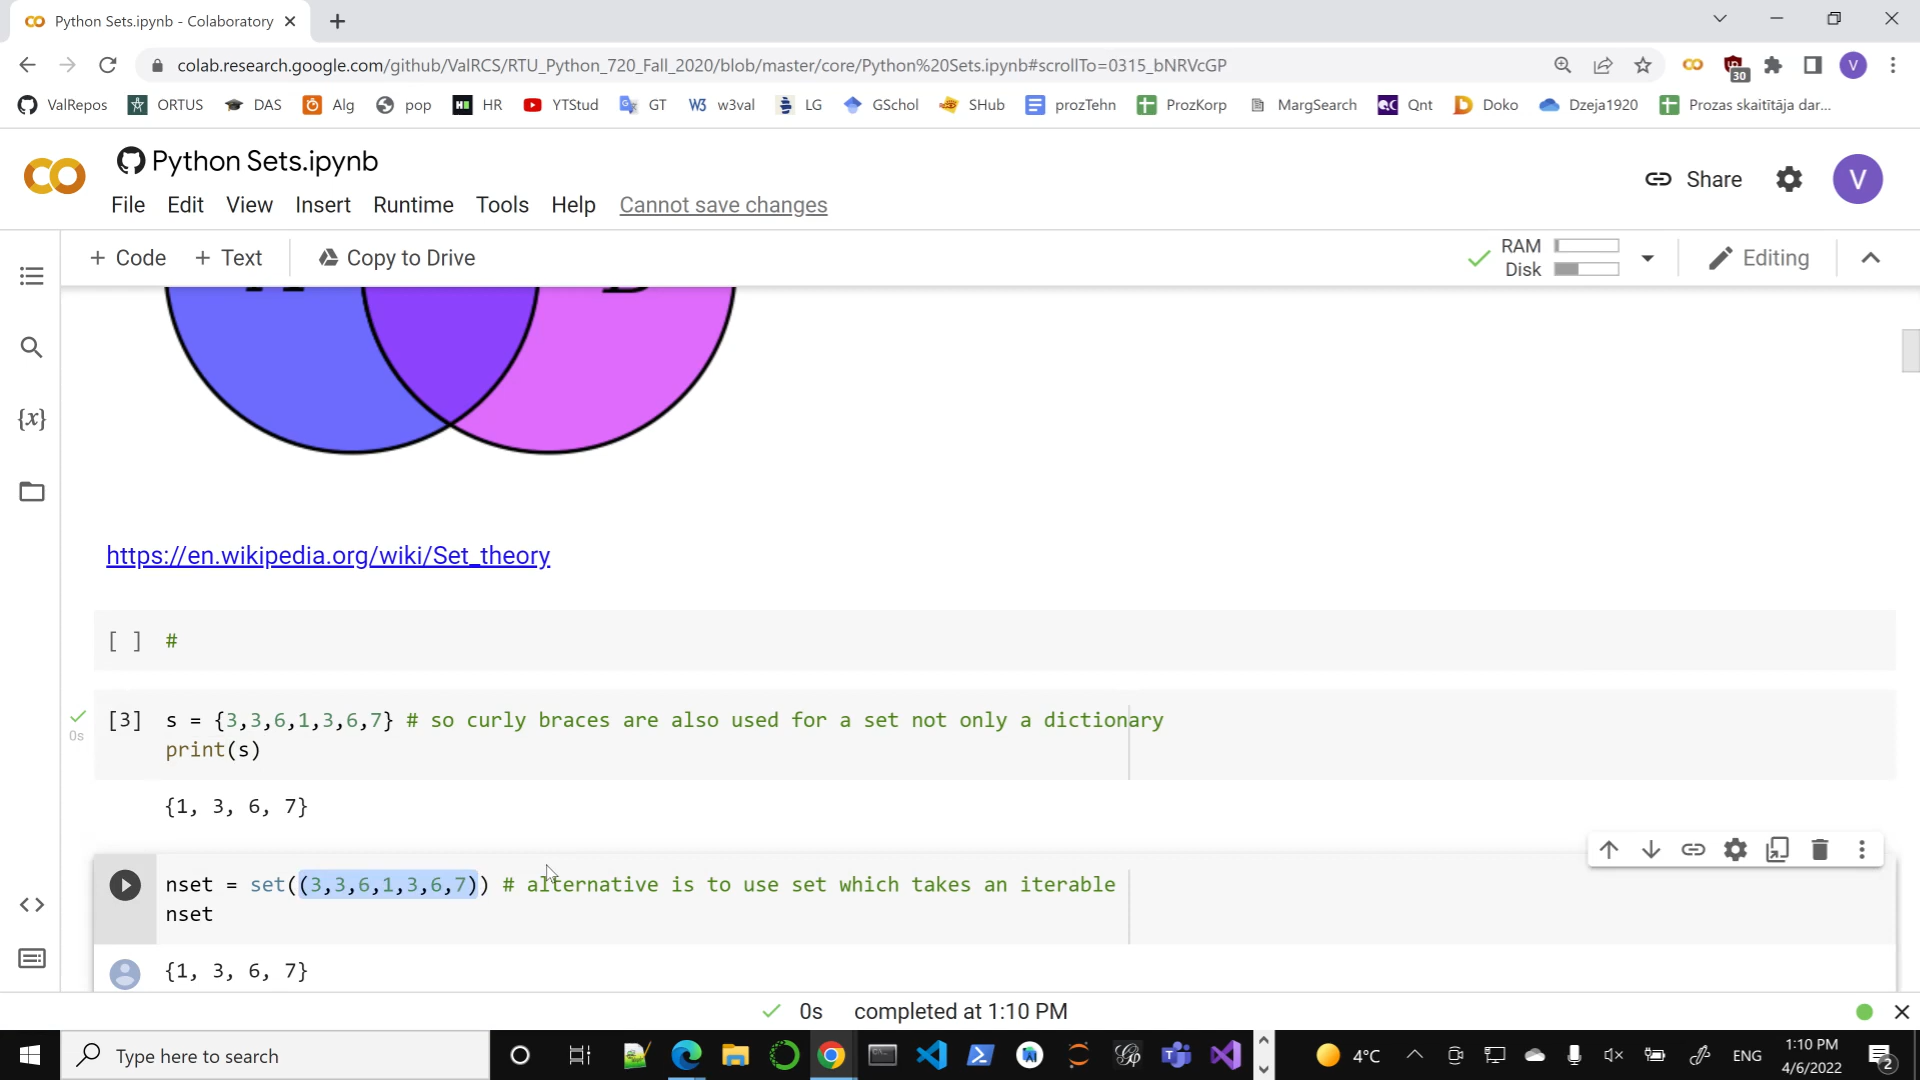 Python Sets.ipynb - Colaboratory
colab.research.google.com/github/ValRCS/RTU_Python_720_Fall_2020/blob/master/core/Python%20Sets.ipynb#scrollTo=0315_bNRVcGP
30
V
ValRepos ORTUS DAS Alg pop HR YTStud GT W3 w3val LG GSchol SHub prozTehn ProzKorp MargSearch QC Qnt Doko Dzeja1920 Prozas skaitītāja dar...
Python Sets.ipynb
Share
V
File Edit View Insert Runtime Tools Help Cannot save changes
+ Code + Text Copy to Drive
RAM
Disk
Editing
{x}
https://en.wikipedia.org/wiki/Set_theory
[ ] #
[3] s = {3,3,6,1,3,6,7} # so curly braces are also used for a set not only a dictionary
0s
print(s)
{1, 3, 6, 7}
nset = set((3,3,6,1,3,6,7)) # alternative is to use set which takes an iterable
nset
{1, 3, 6, 7}
0s completed at 1:10 PM
Type here to search
4°C
ENG
1:10 PM
4/6/2022
2